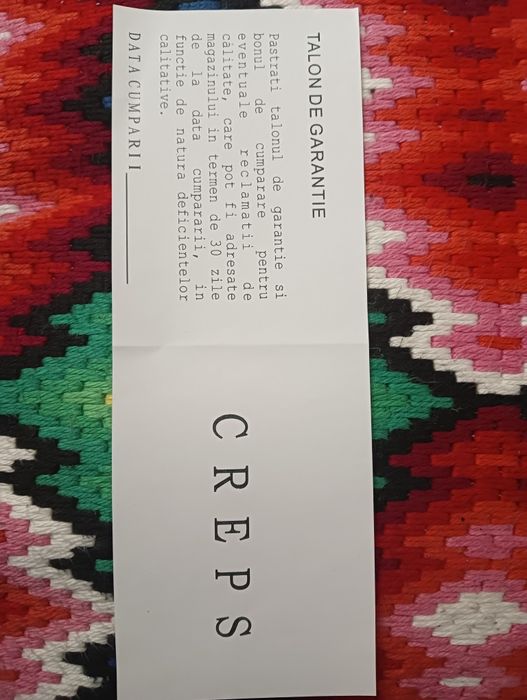 TALON DE GARANTIE
Pastrati talonul de garantie si
bonul de cumparare pentru
eventuale reclamatii de
calitate, care pot fi adresate
magazinului in termen de 30 zile
de la data cumpararii, in
functie de natura deficientelor
calitative.
DATA CUMPARII
CREPS